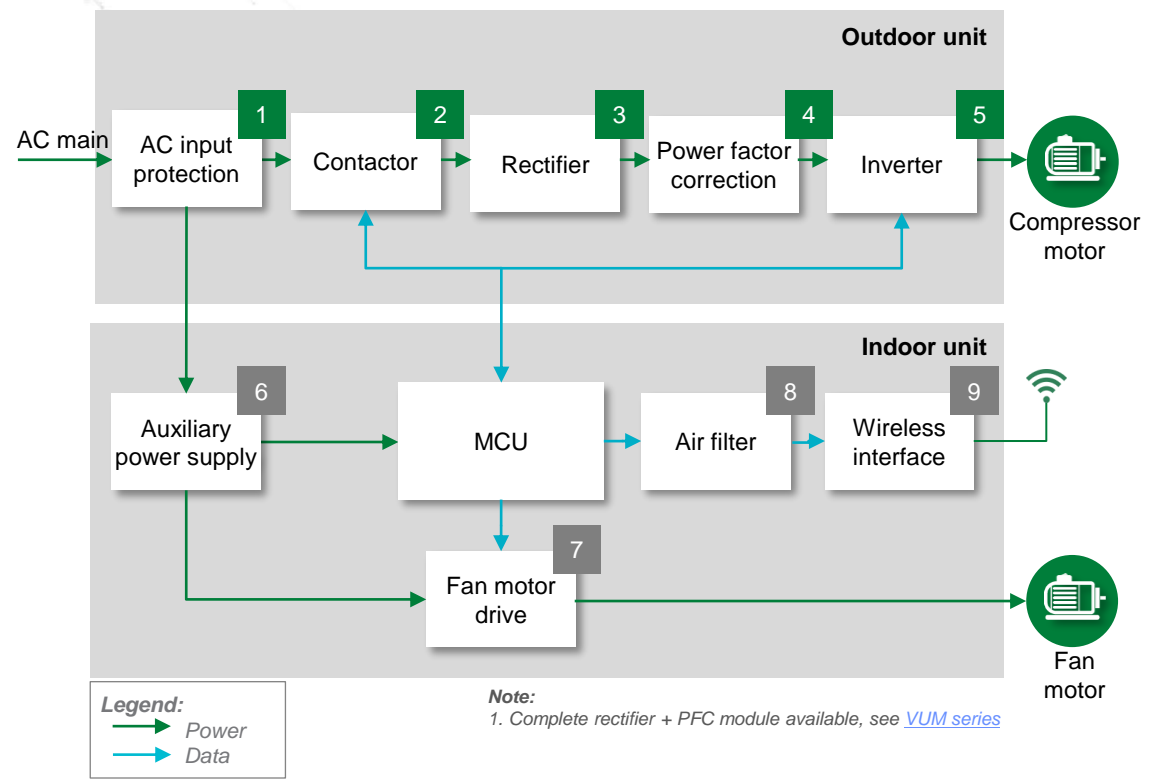 Outdoor unit
1
2
3
4
5
AC main
AC input
protection
Contactor
Rectifier
Power factor
correction
Inverter
Compressor
motor
Indoor unit
6
8
9
Auxiliary
power supply
MCU
Air filter
Wireless
interface
7
Fan motor
drive
Fan
motor
Legend:
Power
Data
Note:
1. Complete rectifier + PFC module available, see VUM series